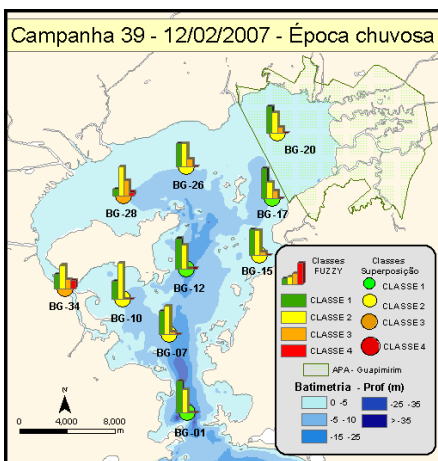 Campanha 39 - 12/02/2007 - Época chuvosa
BG-20
BG-26
BG-28
BG-17
BG-15
BG-12
BG-34
BG-10
BG-07
BG-01
Classes FUZZY
CLASSE 1
CLASSE 2
CLASSE 3
CLASSE 4
Classes Superposição
CLASSE 1
CLASSE 2
CLASSE 3
CLASSE 4
APA - Guapimirim
Batimetria - Prof (m)
0 -5
-5 -10
-15 -25
-25 -35
> -35
N
0 4,000 8,000
m